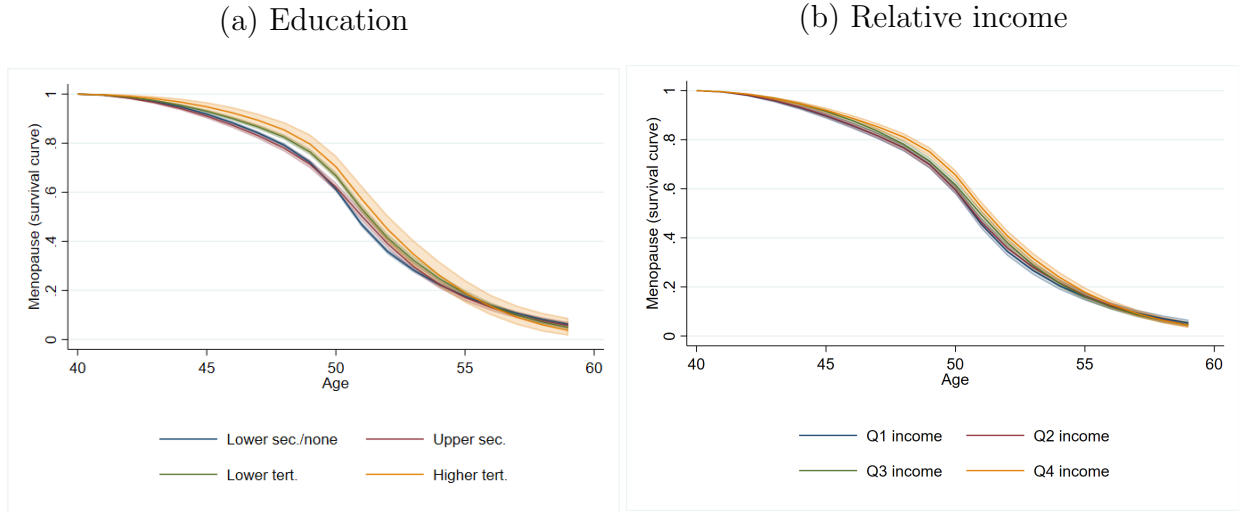 (a) Education
(b) Relative income
Menopause (survival curve)
1
.8
.6
.4
.2
0
40 45 50 55 60
Age
Lower sec./none Upper sec.
Lower tert. Higher tert.
Menopause (survival curve)
1
.8
.6
.4
.2
0
40 45 50 55 60
Age
Q1 income Q2 income
Q3 income Q4 income